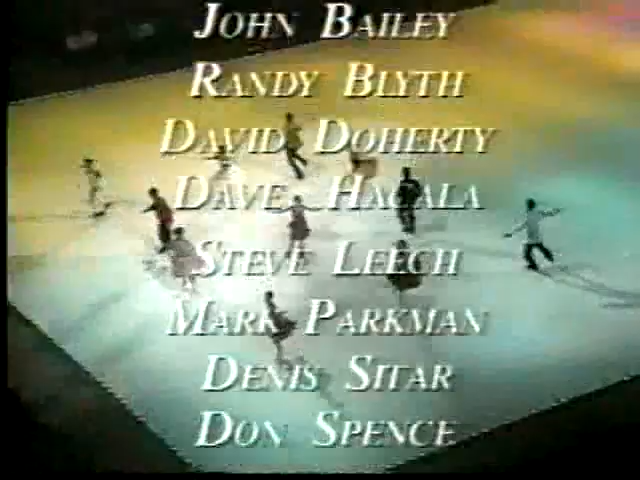 JOHN BAILEY
RANDY BLYTH
DAVID DOHERTY
DAVE HAGALA
STEVE LEECH
MARK PARKMAN
DENIS SITAR
DON SPENCE